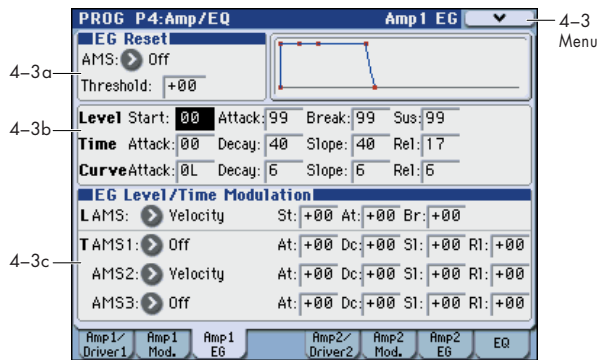 PROG P4:Amp/EQ Amp1 EG
4–3
Menu
EG Reset
4–3a
AMS: Off
Threshold: +00
4–3b
Level Start: 00 Attack: 99 Break: 99 Sus: 99
Time Attack: 00 Decay: 40 Slope: 40 Rel: 17
Curve Attack: 0L Decay: 6 Slope: 6 Rel: 6
EG Level/Time Modulation
L AMS: Velocity St: +00 At: +00 Br: +00
4–3c
T AMS1: Off At: +00 Dc: +00 Sl: +00 Rl: +00
AMS2: Velocity At: +00 Dc: +00 Sl: +00 Rl: +00
AMS3: Off At: +00 Dc: +00 Sl: +00 Rl: +00
Amp1/ Driver1
Amp1 Mod.
Amp1 EG
Amp2/ Driver2
Amp2 Mod.
Amp2 EG
EQ